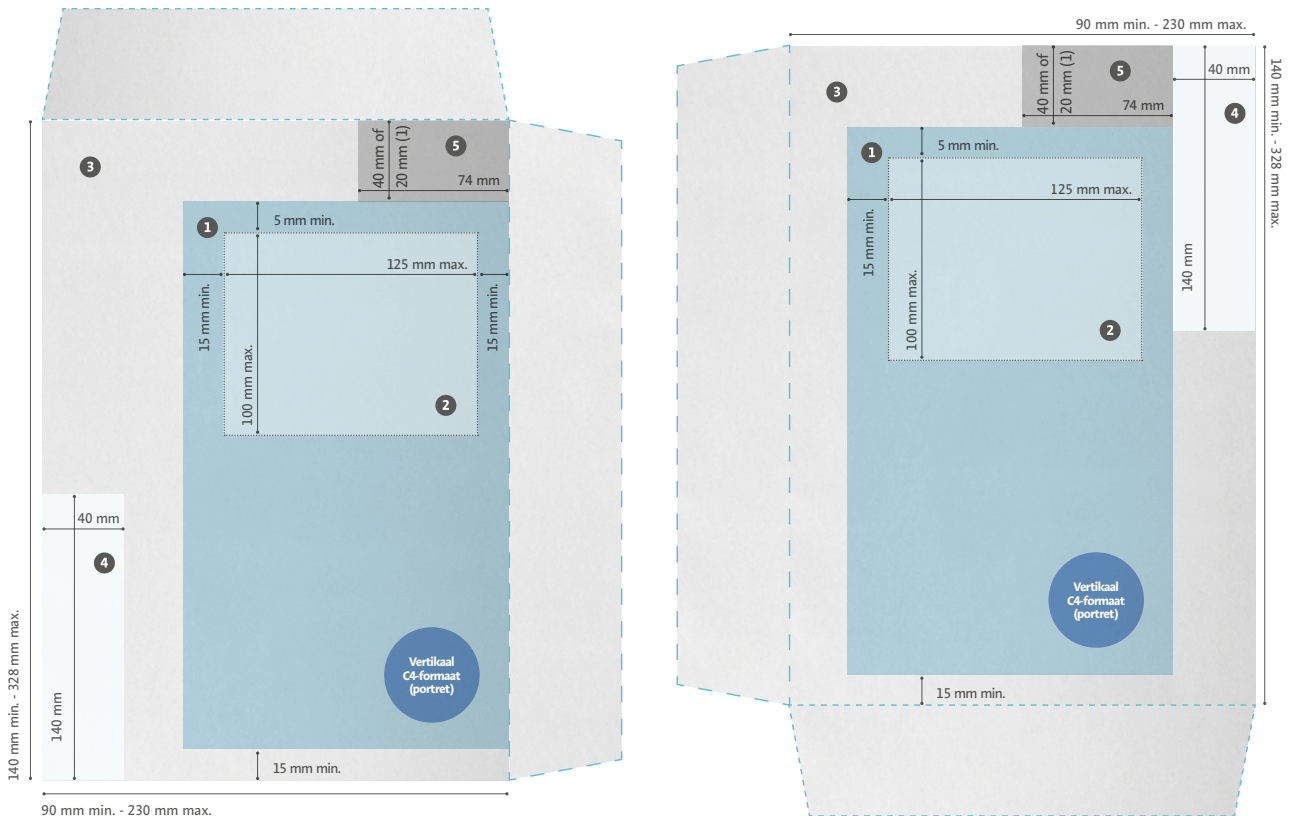 3
40 mm of
20 mm (1)
5
74 mm
1
5 mm min.
125 mm max.
15 mm min.
15 mm min.
100 mm max.
2
40 mm
4
140 mm
140 mm min. - 328 mm max.
Vertikaal
C4-formaat
(portret)
15 mm min.
90 mm min. - 230 mm max.
90 mm min. - 230 mm max.
3
40 mm of
20 mm (1)
5
74 mm
40 mm
4
140 mm
140 mm min. - 328 mm max.
1
5 mm min.
125 mm max.
15 mm min.
100 mm max.
2
Vertikaal
C4-formaat
(portret)
15 mm min.